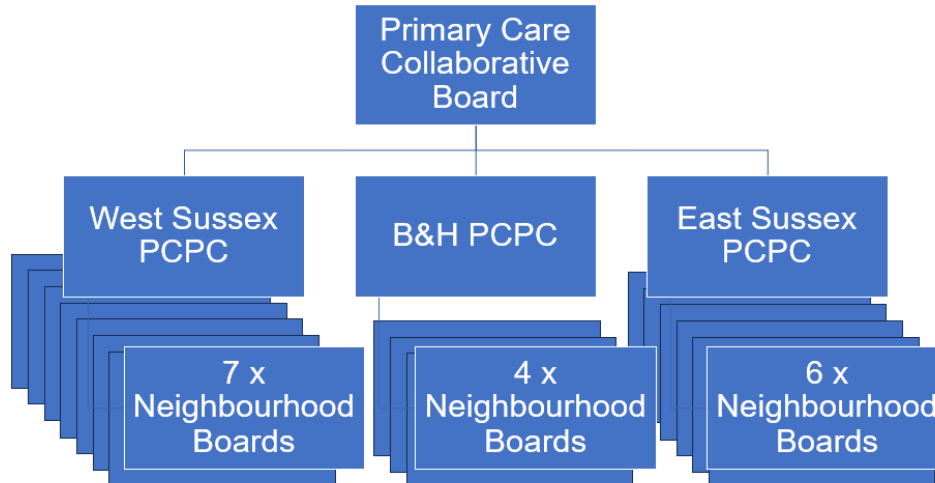 Primary Care
Collaborative
Board
West Sussex
PCPC
B&H PCPC
East Sussex
PCPC
7 x
Neighbourhood
Boards
4 x
Neighbourhood
Boards
6 x
Neighbourhood
Boards